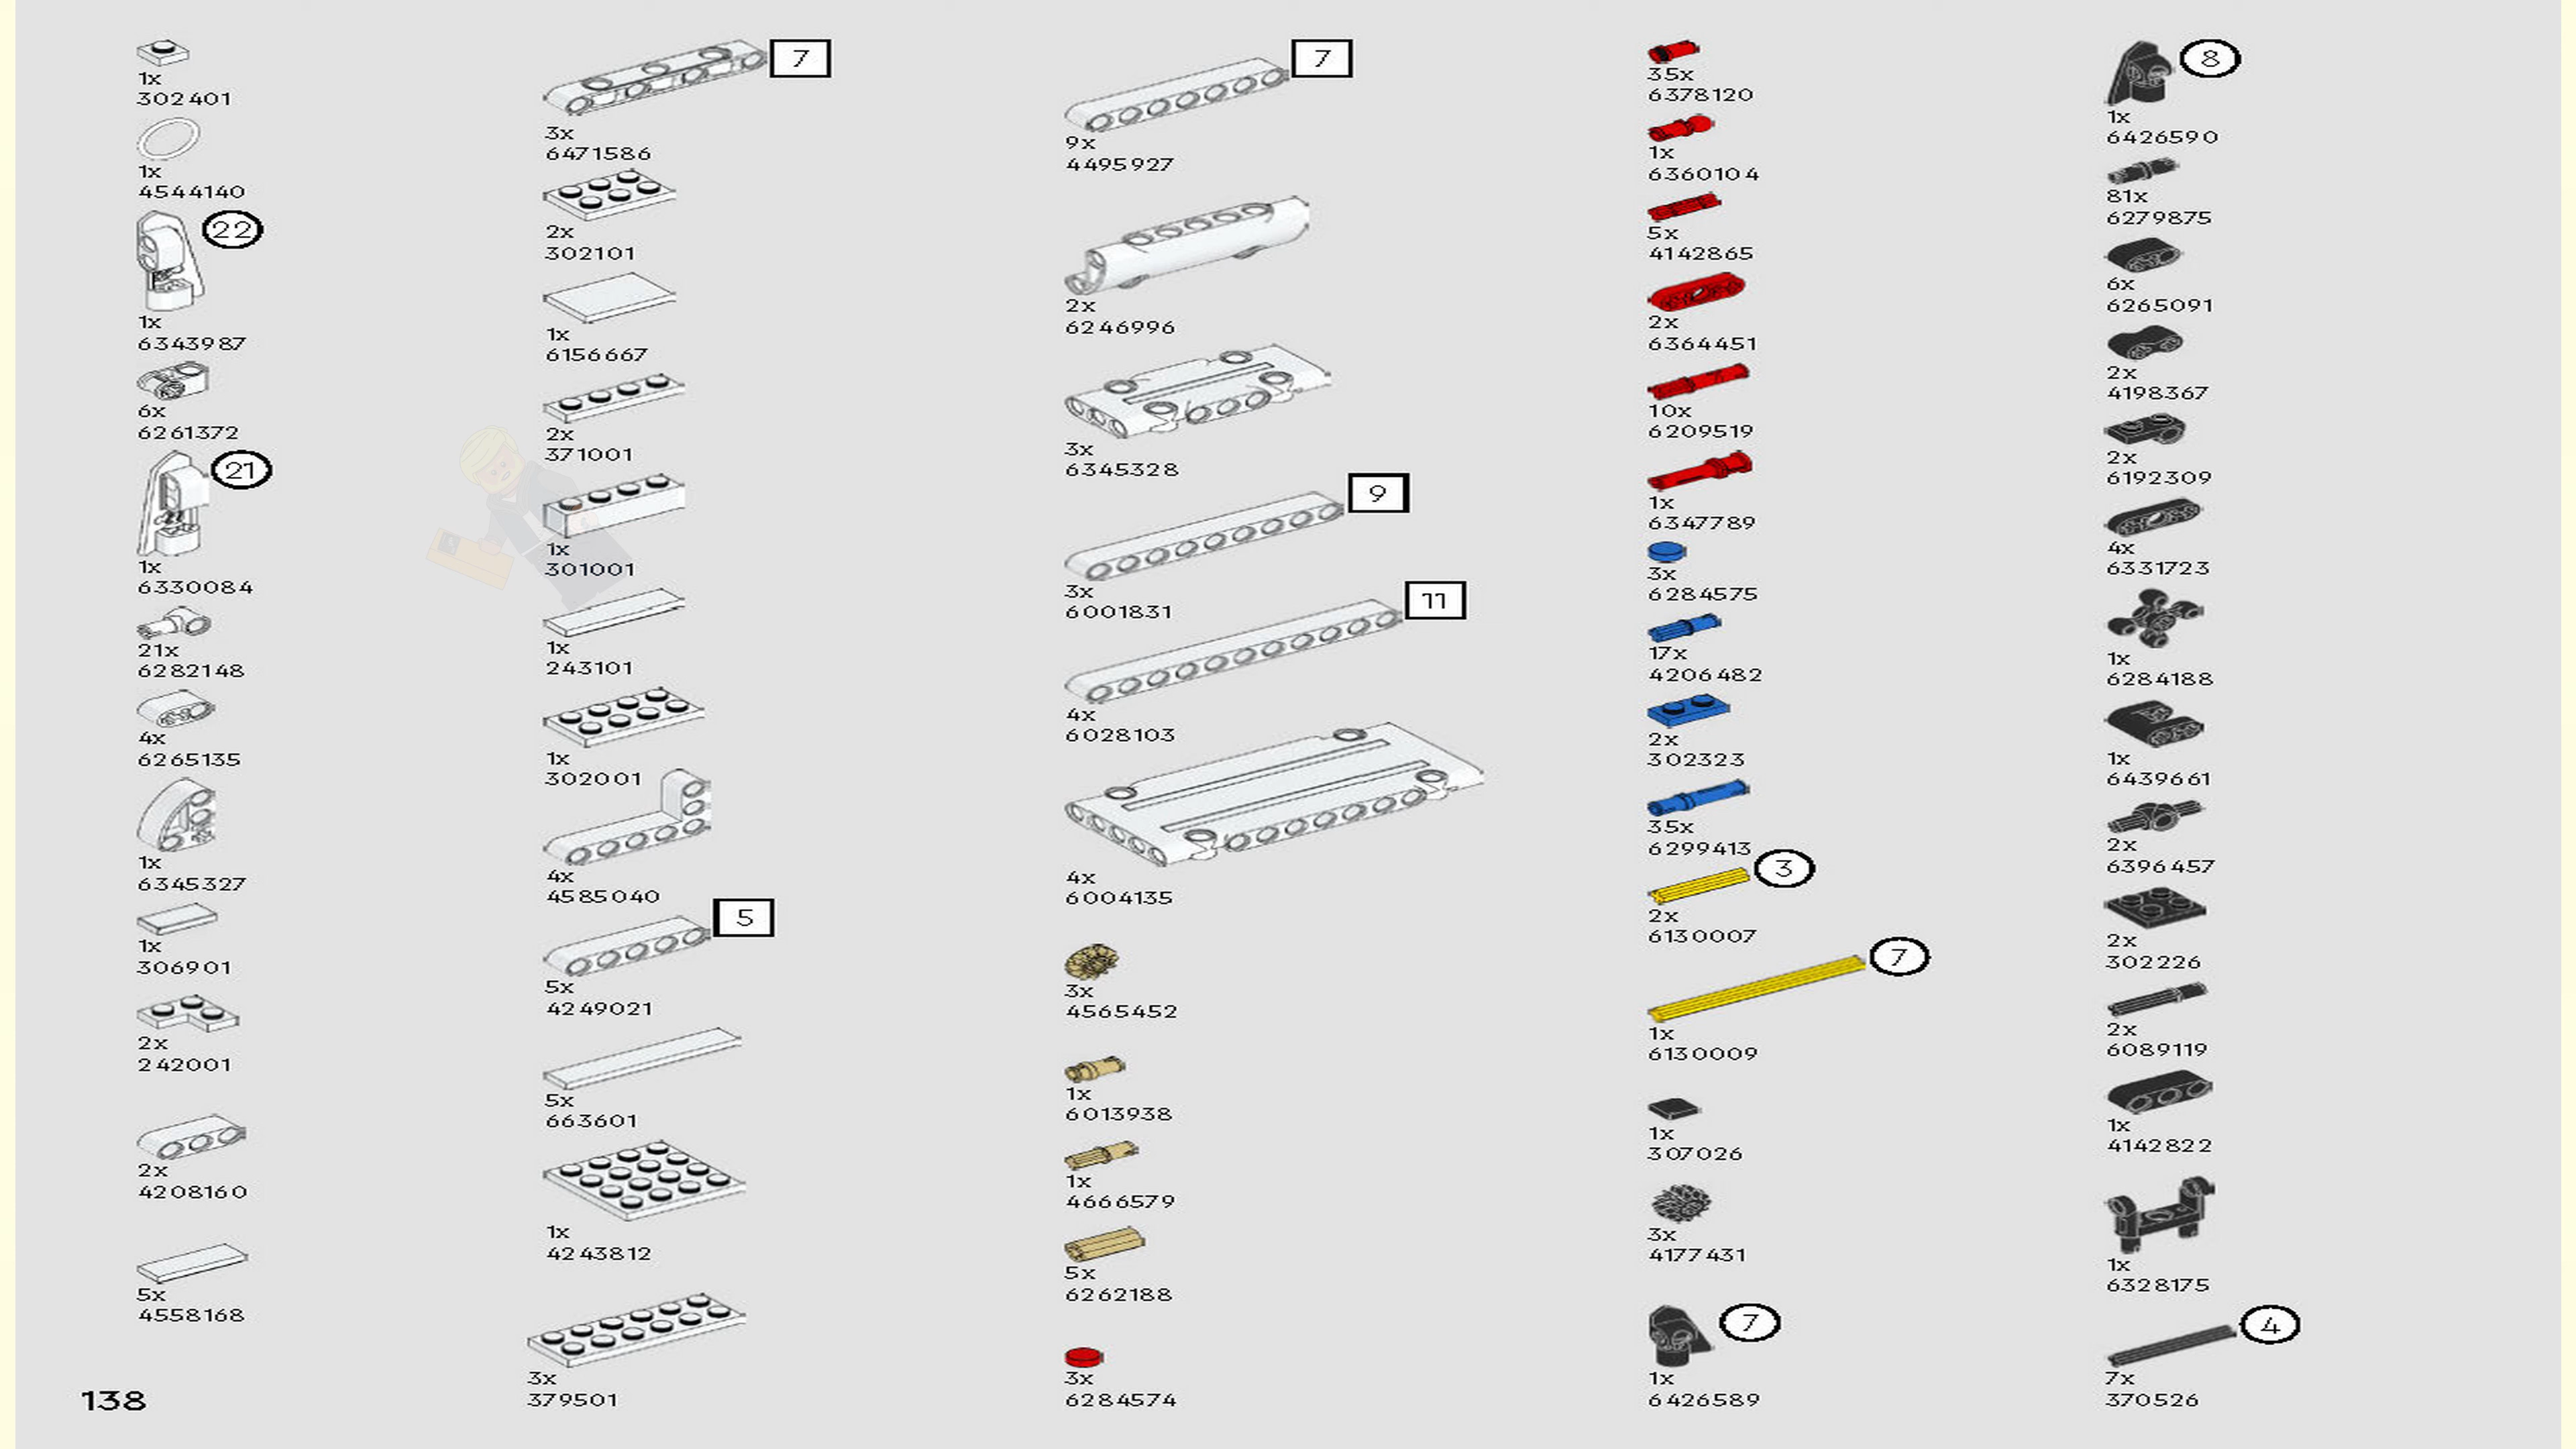 1x
302401
1x
4544140
22
1x
6343987
6x
6261372
21
1x
6330084
21x
6282148
4x
6265135
1x
6345327
1x
306901
2x
242001
2x
4208160
5x
4558168
7
3x
6471586
2x
302101
1x
6156667
2x
371001
1x
301001
1x
243101
1x
302001
4x
4585040
5
5x
4249021
5x
663601
1x
4243812
3x
379501
7
9x
4495927
2x
6246996
3x
6345328
9
3x
6001831
11
4x
6028103
4x
6004135
3x
4565452
1x
6013938
1x
4666579
5x
6262188
3x
6284574
35x
6378120
1x
6360104
5x
4142865
2x
6364451
10x
6209519
1x
6347789
3x
6284575
17x
4206482
2x
302323
35x
6299413
3
2x
6130007
7
1x
6130009
1x
307026
3x
4177431
7
1x
6426589
8
1x
6426590
81x
6279875
6x
6265091
2x
4198367
2x
6192309
4x
6331723
1x
6284188
1x
6439661
2x
6396457
2x
302226
2x
6089119
1x
4142822
1x
6328175
4
7x
370526
138